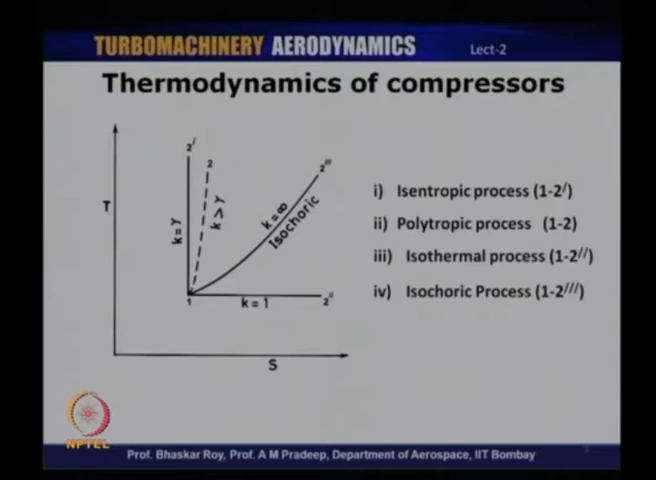 TURBOMACHINERY AERODYNAMICS Lect-2
Thermodynamics of compressors
T
2/
2
2///
k = γ
k > γ
k = ∞
Isochoric
1
k = 1
2//
S
i) Isentropic process (1-2/)
ii) Polytropic process (1-2)
iii) Isothermal process (1-2//)
iv) Isochoric Process (1-2///)
NPTEL
Prof. Bhaskar Roy, Prof. A M Pradeep, Department of Aerospace, IIT Bombay